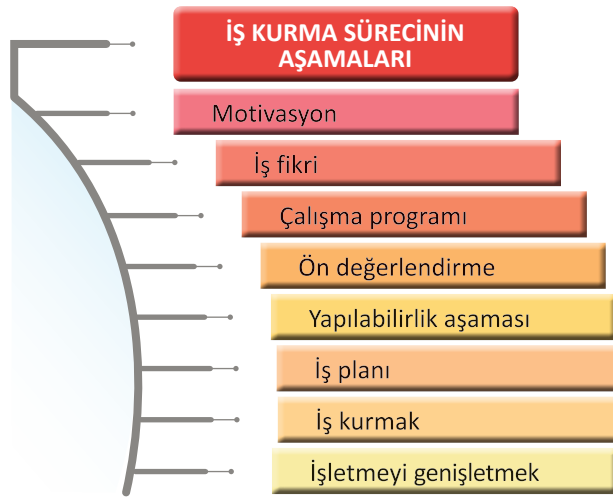 İŞ KURMA SÜRECİNİN
AŞAMALARI
Motivasyon
İş fikri
Çalışma programı
Ön değerlendirme
Yapılabilirlik aşaması
İş planı
İş kurmak
İşletmeyi genişletmek